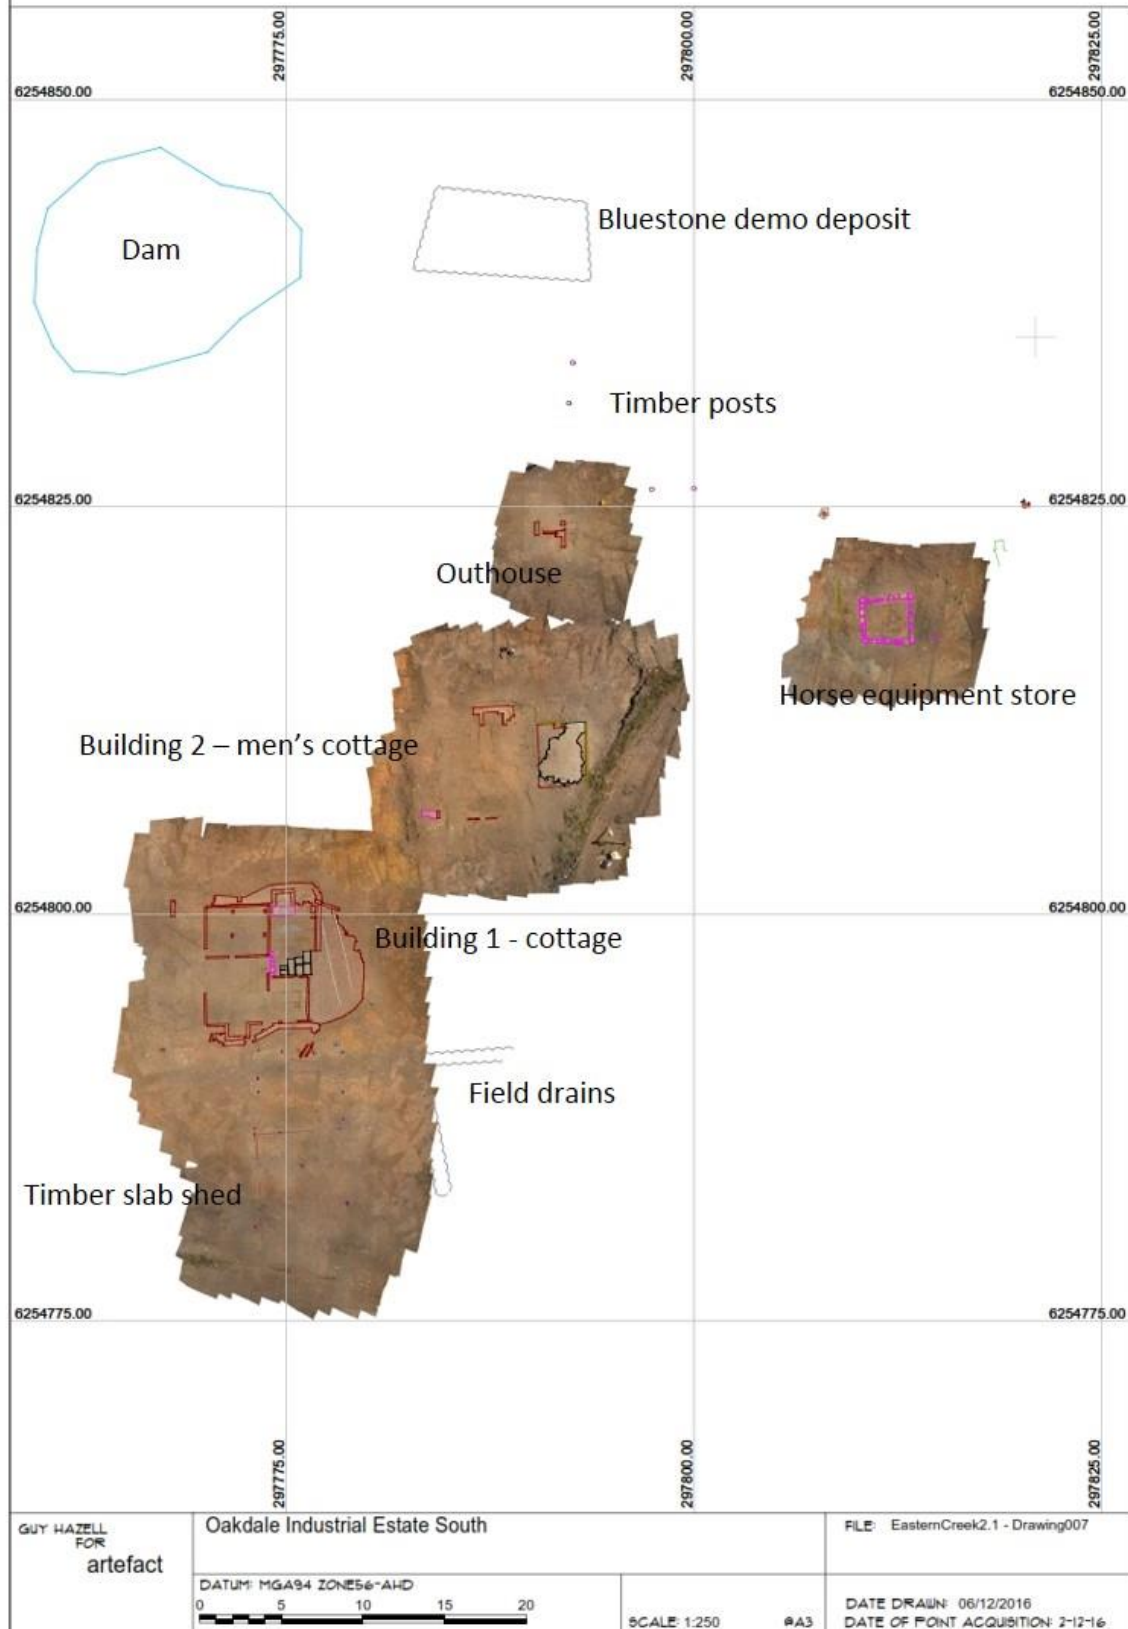 297775.00
297800.00
297825.00
6254850.00
6254850.00
Bluestone demo deposit
Dam
Timber posts
6254825.00
6254825.00
Outhouse
Horse equipment store
Building 2 – men’s cottage
6254800.00
6254800.00
Building 1 - cottage
Field drains
Timber slab shed
6254775.00
6254775.00
297775.00
297800.00
297825.00
GUY HAZELL
FOR
artefact
Oakdale Industrial Estate South
FILE: EasternCreek2.1 - Drawing007
DATUM: MGA94 ZONE56-AHD
0 5 10 15 20
SCALE: 1:250 @A3
DATE DRAWN: 06/12/2016
DATE OF POINT ACQUISITION: 2-12-16